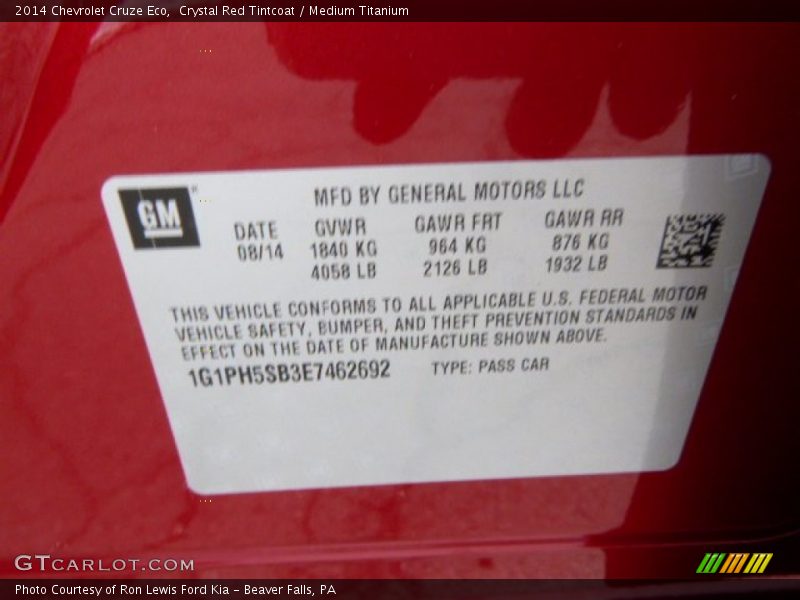 2014 Chevrolet Cruze Eco, Crystal Red Tintcoat / Medium Titanium
GM
MFD BY GENERAL MOTORS LLC
DATE GVWR GAWR FRT GAWR RR
08/14 1840 KG 964 KG 876 KG
4058 LB 2126 LB 1932 LB
THIS VEHICLE CONFORMS TO ALL APPLICABLE U.S. FEDERAL MOTOR
VEHICLE SAFETY, BUMPER, AND THEFT PREVENTION STANDARDS IN
EFFECT ON THE DATE OF MANUFACTURE SHOWN ABOVE.
1G1PH5SB3E7462692 TYPE: PASS CAR
GTCARLOT.COM
Photo Courtesy of Ron Lewis Ford Kia - Beaver Falls, PA